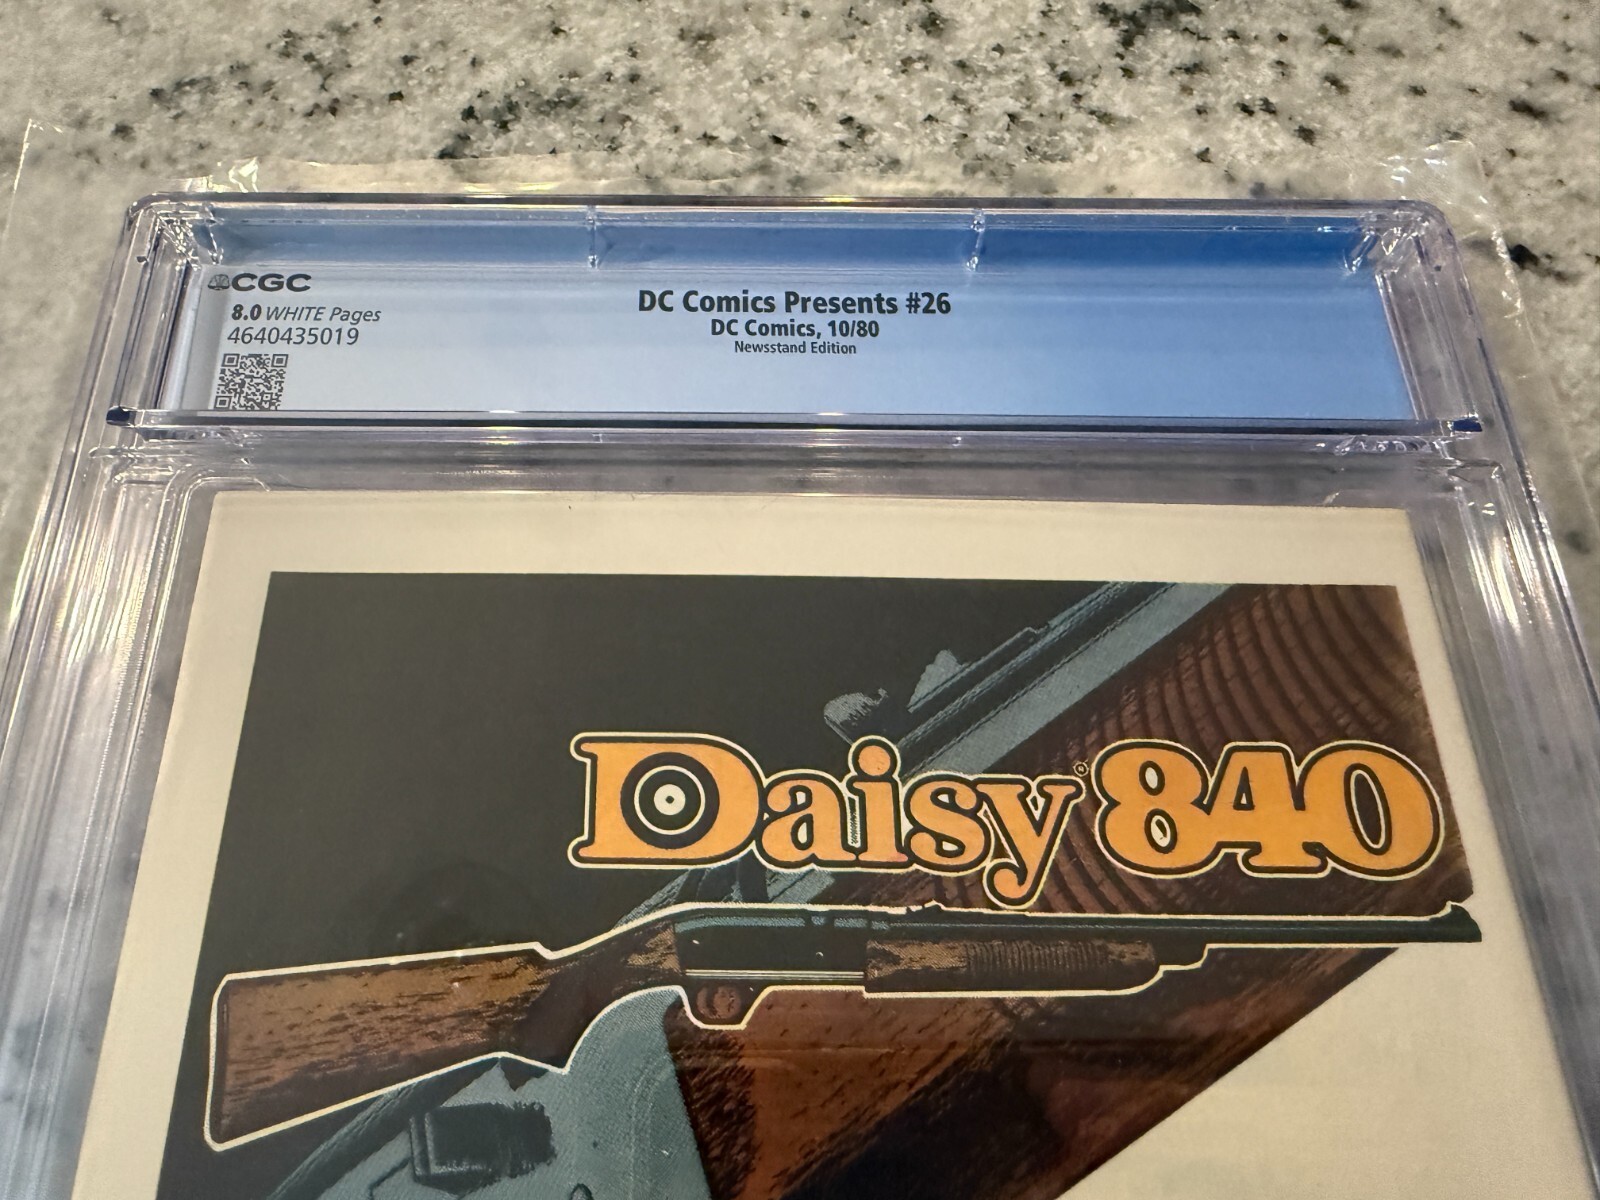 CGC
8.0 WHITE Pages
4640435019
DC Comics Presents #26
DC Comics, 10/80
Newsstand Edition
Daisy® 840